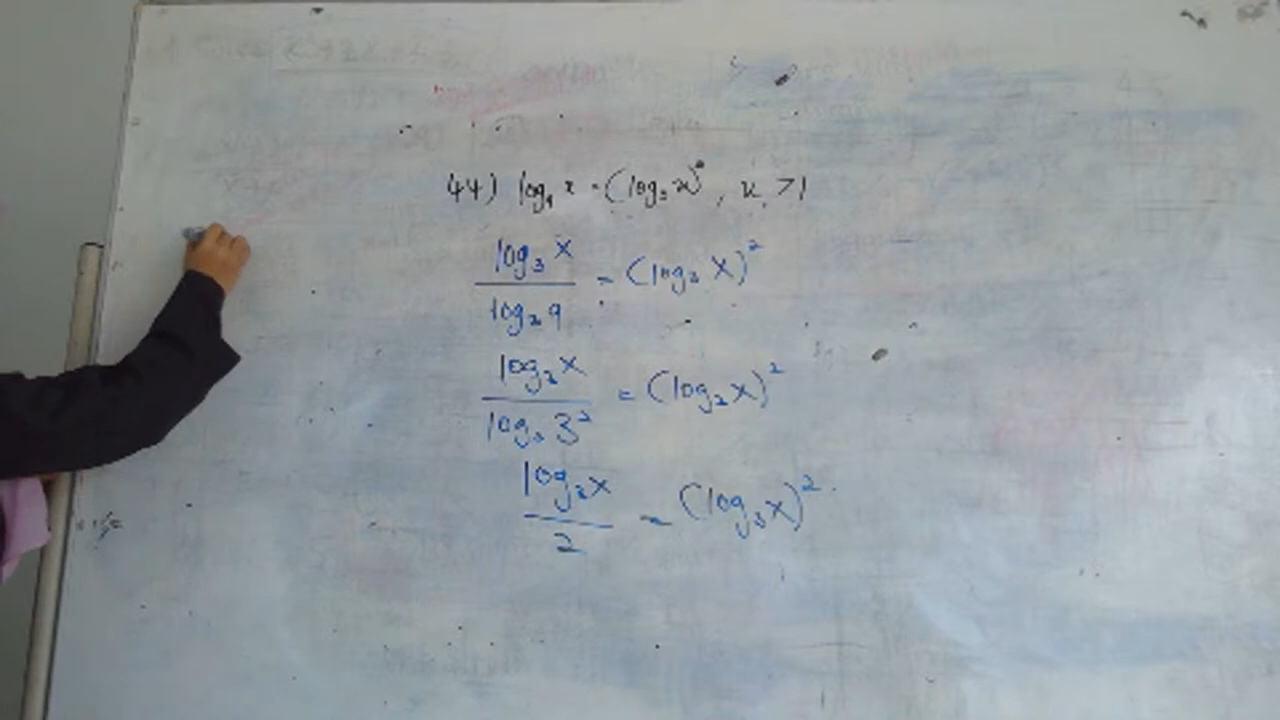 44) log₉ x = (log₃ x)², x > 1
log₃ x / log₃ 9 = (log₃ x)²
log₃ x / log₃ 3² = (log₃ x)²
log₃ x / 2 = (log₃ x)²